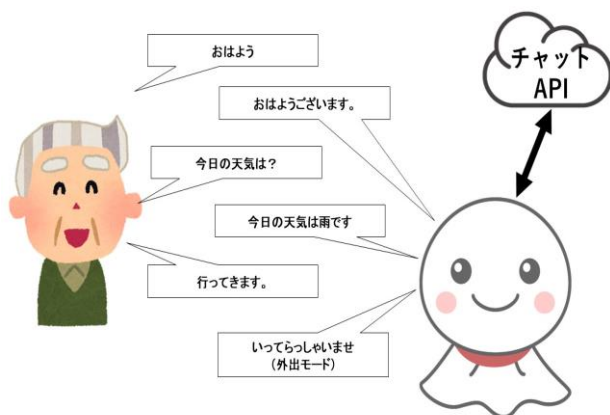 おはよう
チャット
API
おはようございます。
今日の天気は?
今日の天気は雨です
行ってきます。
いってらっしゃいませ
(外出モード)